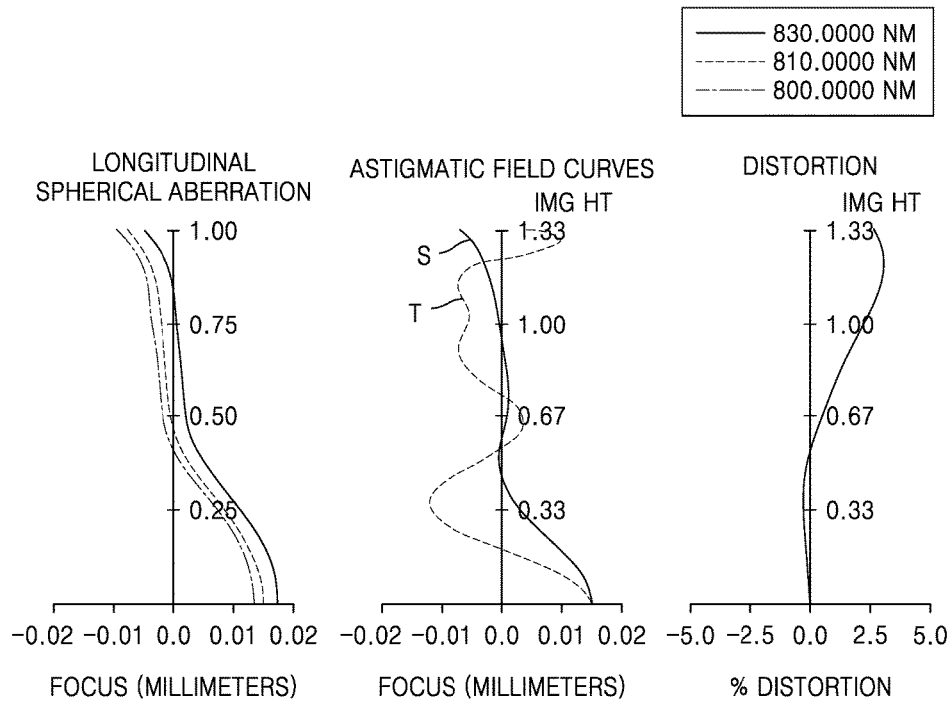 830.0000 NM
810.0000 NM
800.0000 NM
LONGITUDINAL
SPHERICAL ABERRATION
1.00
0.75
0.50
0.25
−0.02 −0.01 0.0 0.01 0.02
FOCUS (MILLIMETERS)
ASTIGMATIC FIELD CURVES
IMG HT
S
T
1.33
1.00
0.67
0.33
−0.02 −0.01 0.0 0.01 0.02
FOCUS (MILLIMETERS)
DISTORTION
IMG HT
1.33
1.00
0.67
0.33
−5.0 −2.5 0.0 2.5 5.0
% DISTORTION